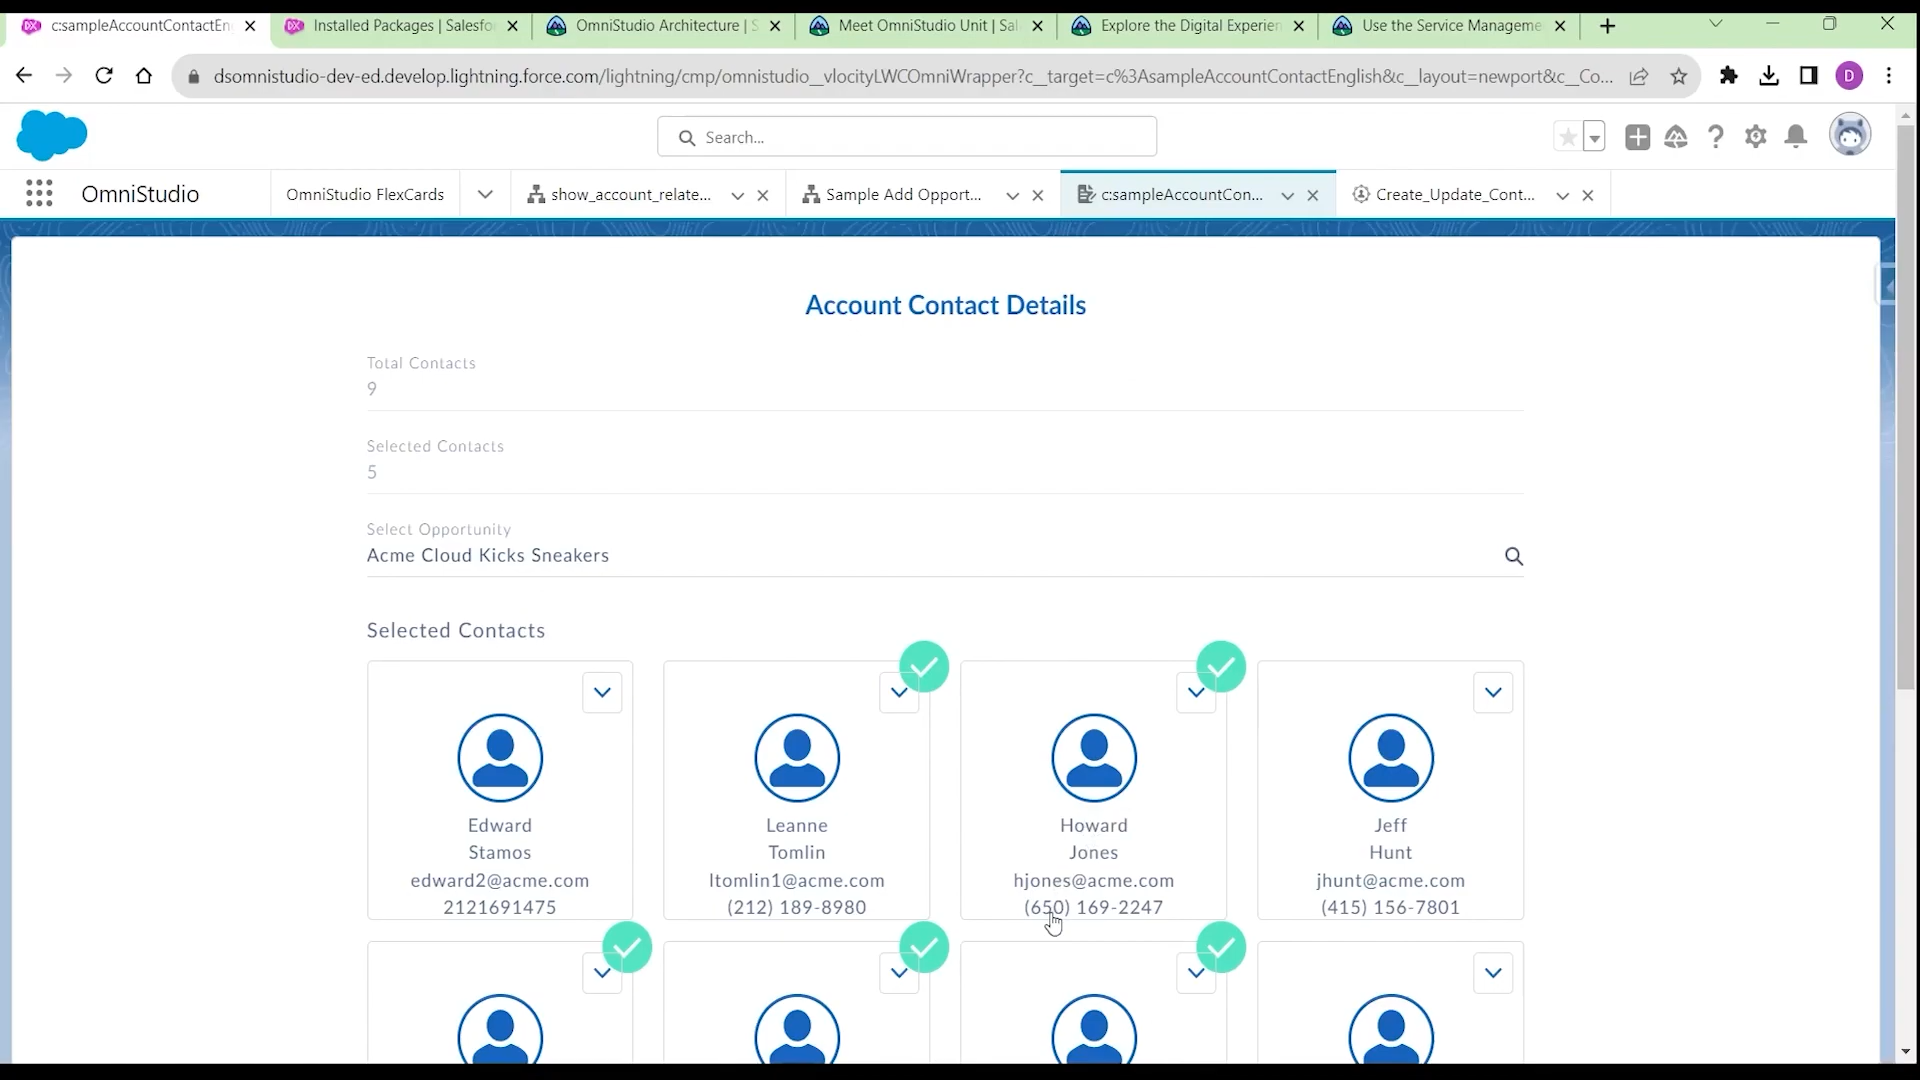 c:sampleAccountContactEn
Installed Packages | Salesfo
OmniStudio Architecture | S
Meet OmniStudio Unit | Sal
Explore the Digital Experien
Use the Service Manageme
dsomnistudio-dev-ed.develop.lightning.force.com/lightning/cmp/omnistudio__vlocityLWCOmniWrapper?c__target=c%3AsampleAccountContactEnglish&c__layout=newport&c__Co...
D
Search...
OmniStudio
OmniStudio FlexCards
show_account_relate...
Sample Add Opport...
c:sampleAccountCon...
Create_Update_Cont...
Account Contact Details
Total Contacts
9
Selected Contacts
5
Select Opportunity
Acme Cloud Kicks Sneakers
Selected Contacts
Edward
Stamos
edward2@acme.com
2121691475
Leanne
Tomlin
ltomlin1@acme.com
(212) 189-8980
Howard
Jones
hjones@acme.com
(650) 169-2247
Jeff
Hunt
jhunt@acme.com
(415) 156-7801